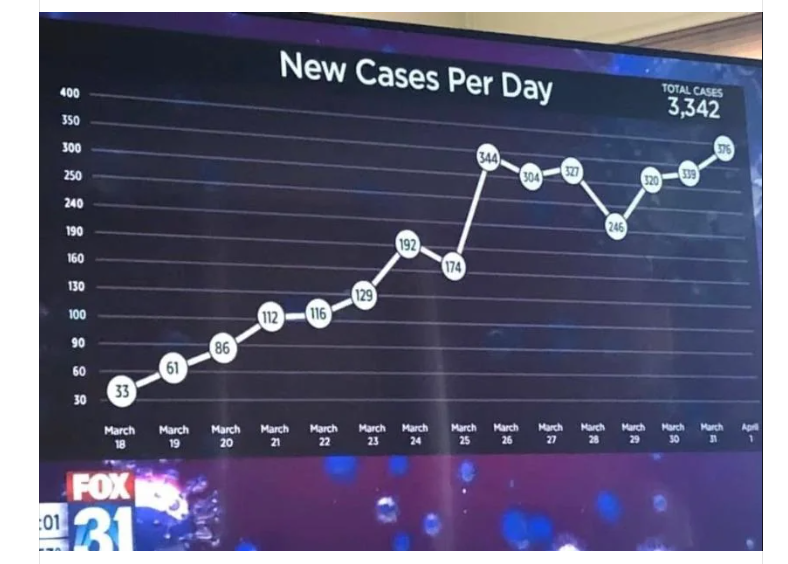 New Cases Per Day
TOTAL CASES
3,342
400
350
300
250
240
190
160
130
100
90
60
30
33
61
86
112
116
129
192
174
344
304
327
246
320
339
376
March 18
March 19
March 20
March 21
March 22
March 23
March 24
March 25
March 26
March 27
March 28
March 29
March 30
March 31
April 1
FOX
31
:01